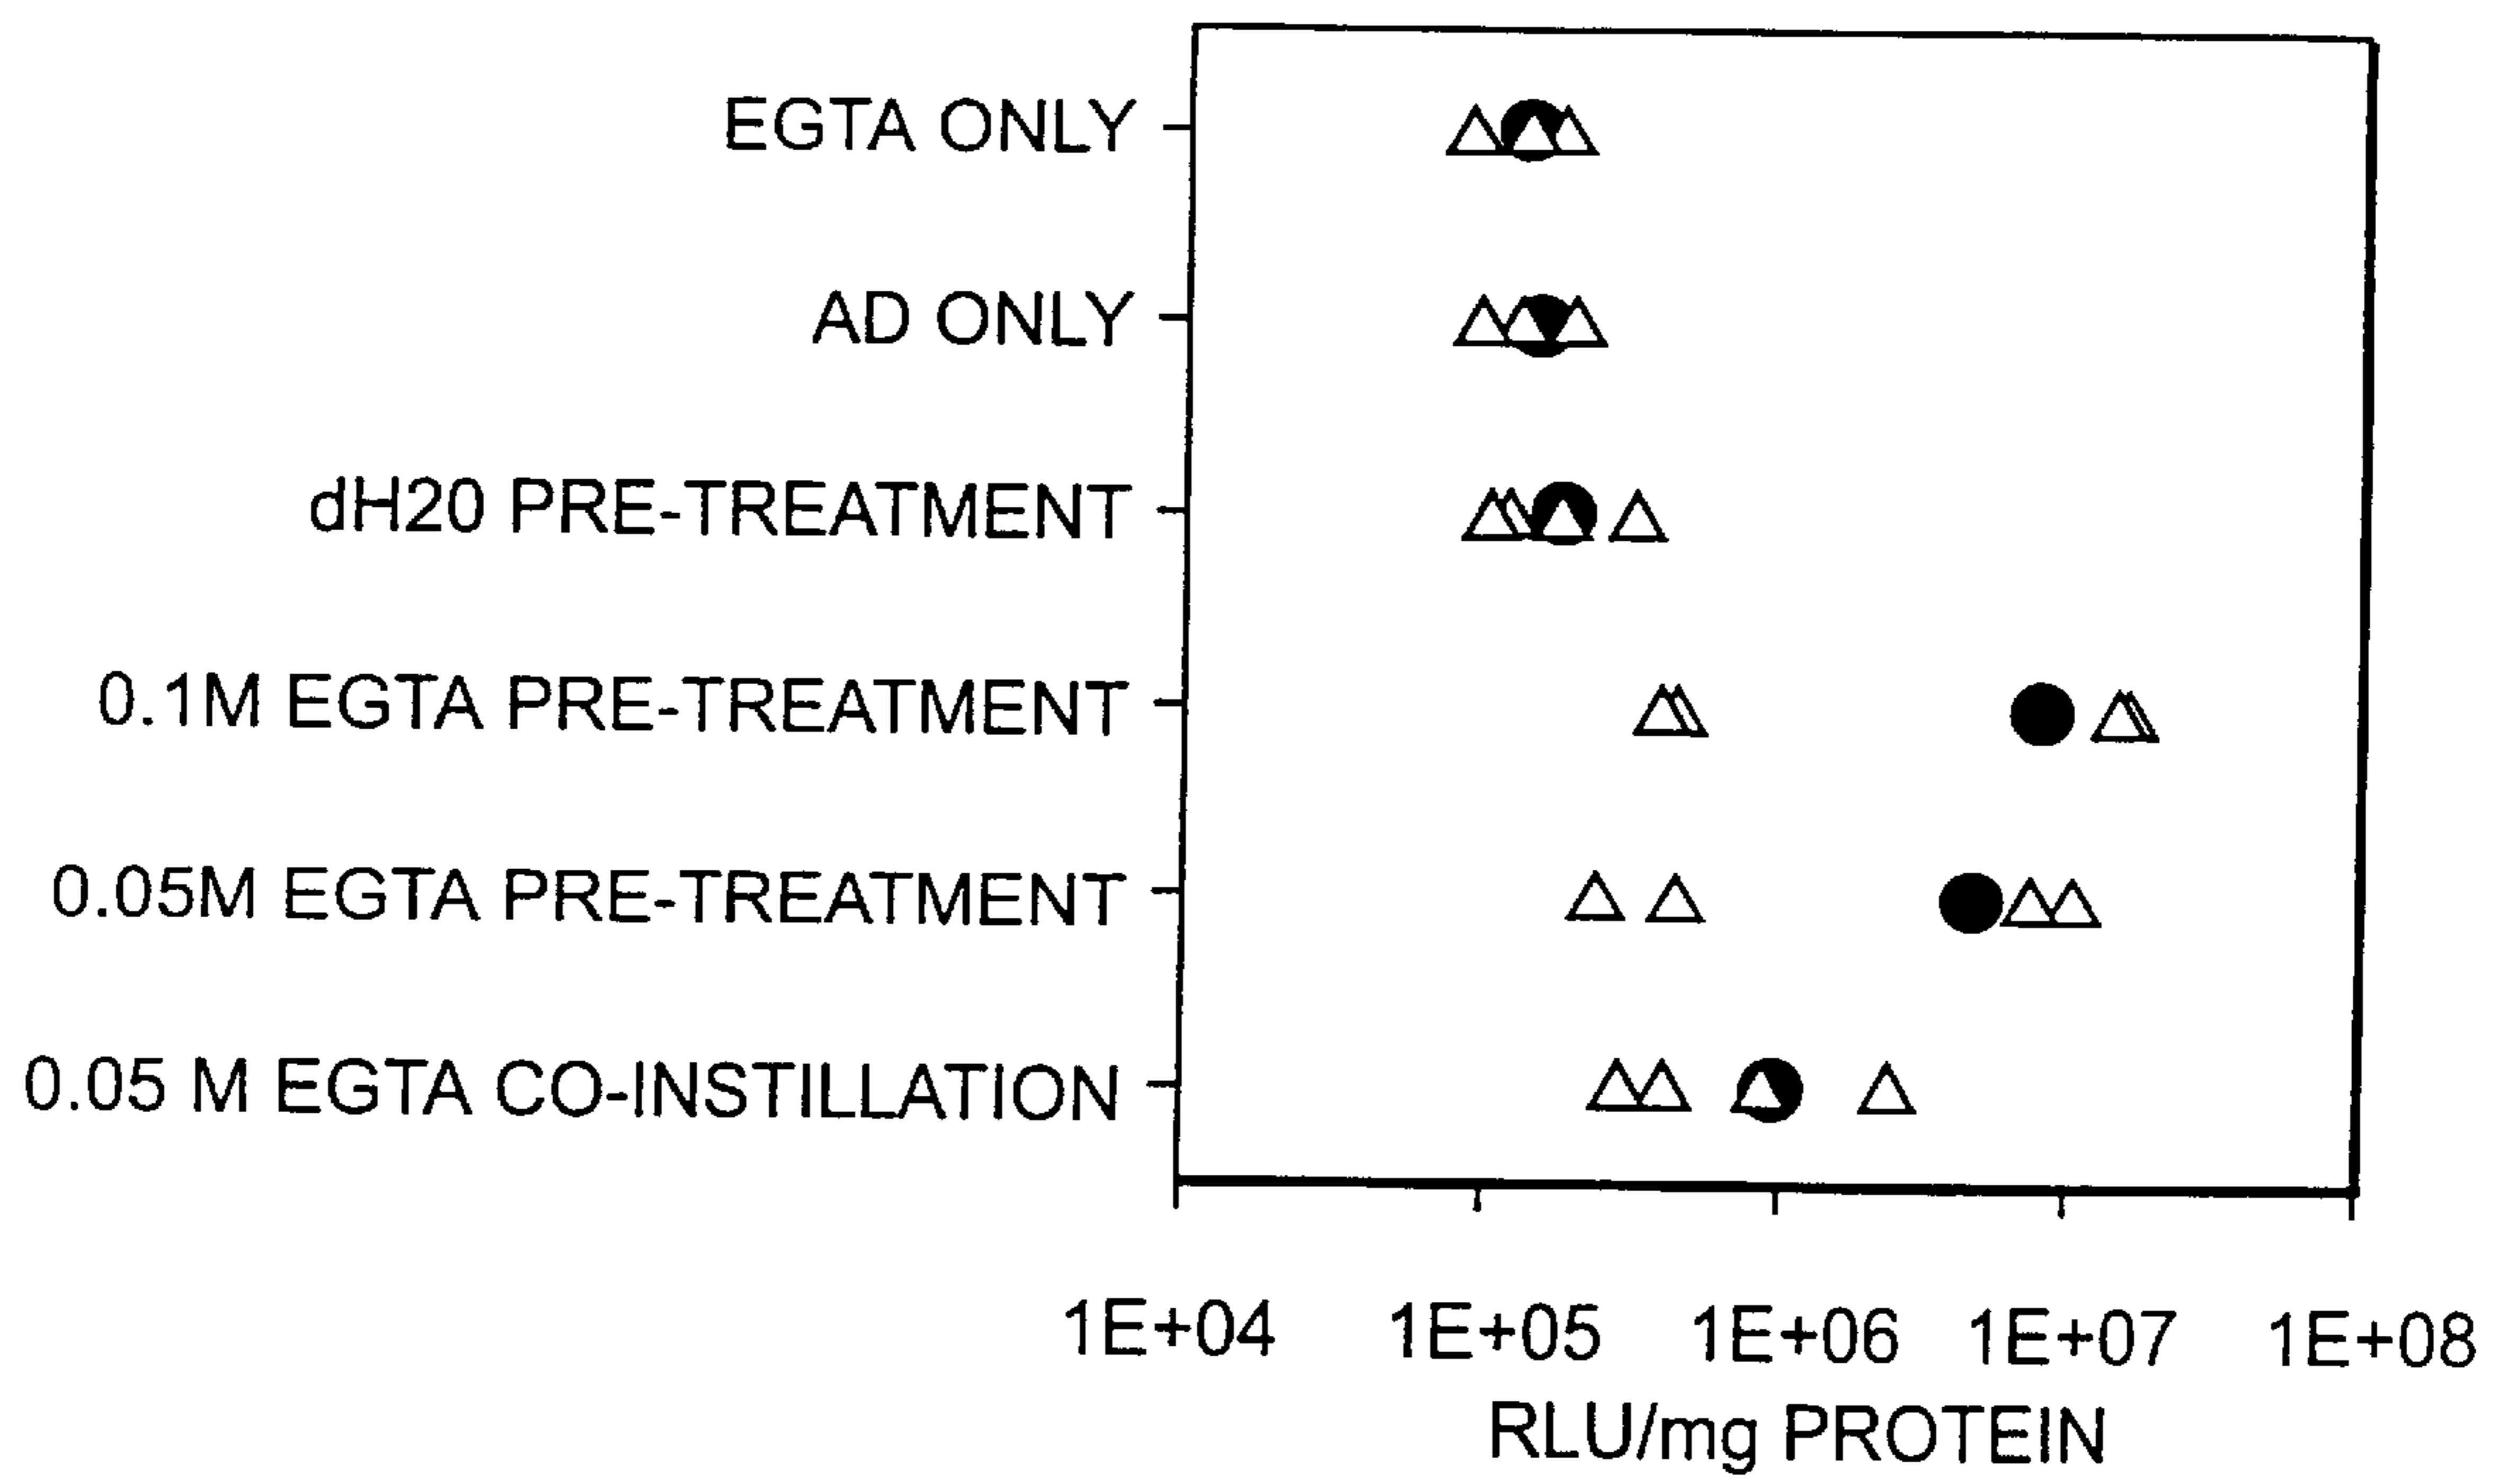 EGTA ONLY
AD ONLY
dH20 PRE-TREATMENT
0.1M EGTA PRE-TREATMENT
0.05M EGTA PRE-TREATMENT
0.05 M EGTA CO-INSTILLATION
1E+04 1E+05 1E+06 1E+07 1E+08
RLU/mg PROTEIN